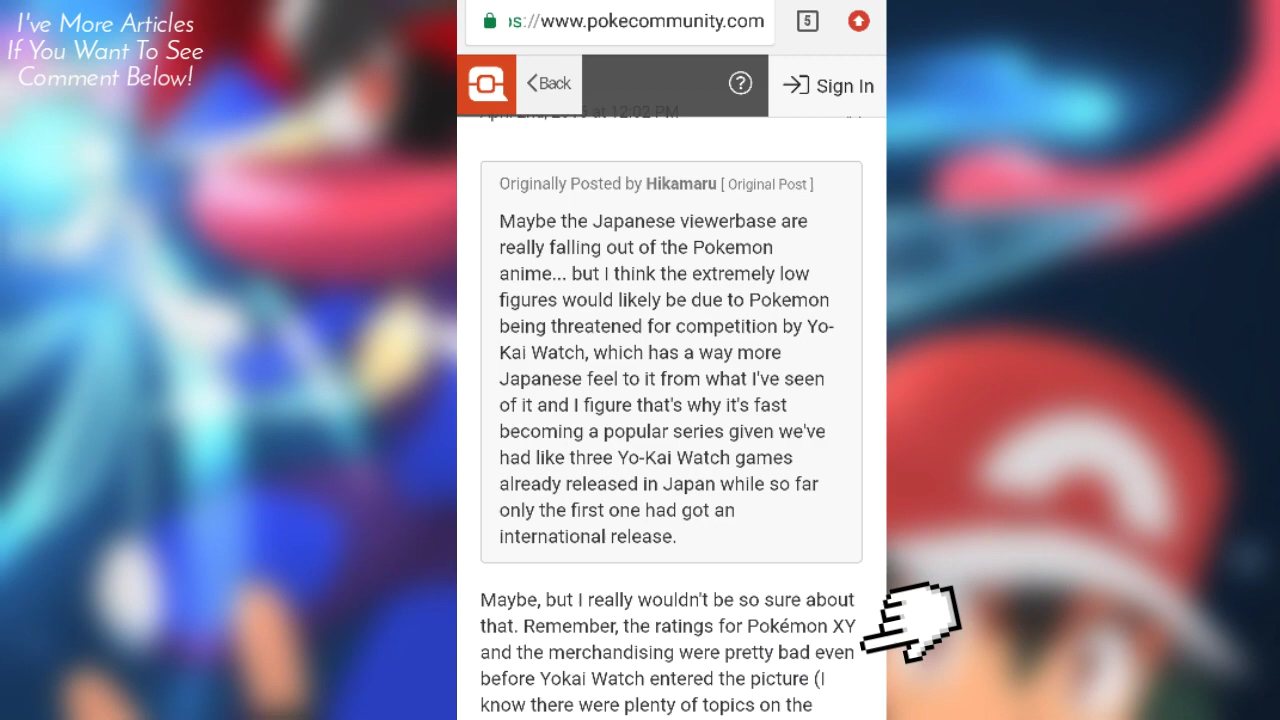 I've More Articles
If You Want To See
Comment Below!
s://www.pokecommunity.com
5
Back
?
Sign In
at 12:02 PM
Originally Posted by Hikamaru [ Original Post ]
Maybe the Japanese viewerbase are
really falling out of the Pokemon
anime... but I think the extremely low
figures would likely be due to Pokemon
being threatened for competition by Yo-
Kai Watch, which has a way more
Japanese feel to it from what I've seen
of it and I figure that's why it's fast
becoming a popular series given we've
had like three Yo-Kai Watch games
already released in Japan while so far
only the first one had got an
international release.
Maybe, but I really wouldn't be so sure about
that. Remember, the ratings for Pokémon XY
and the merchandising were pretty bad even
before Yokai Watch entered the picture (I
know there were plenty of topics on the